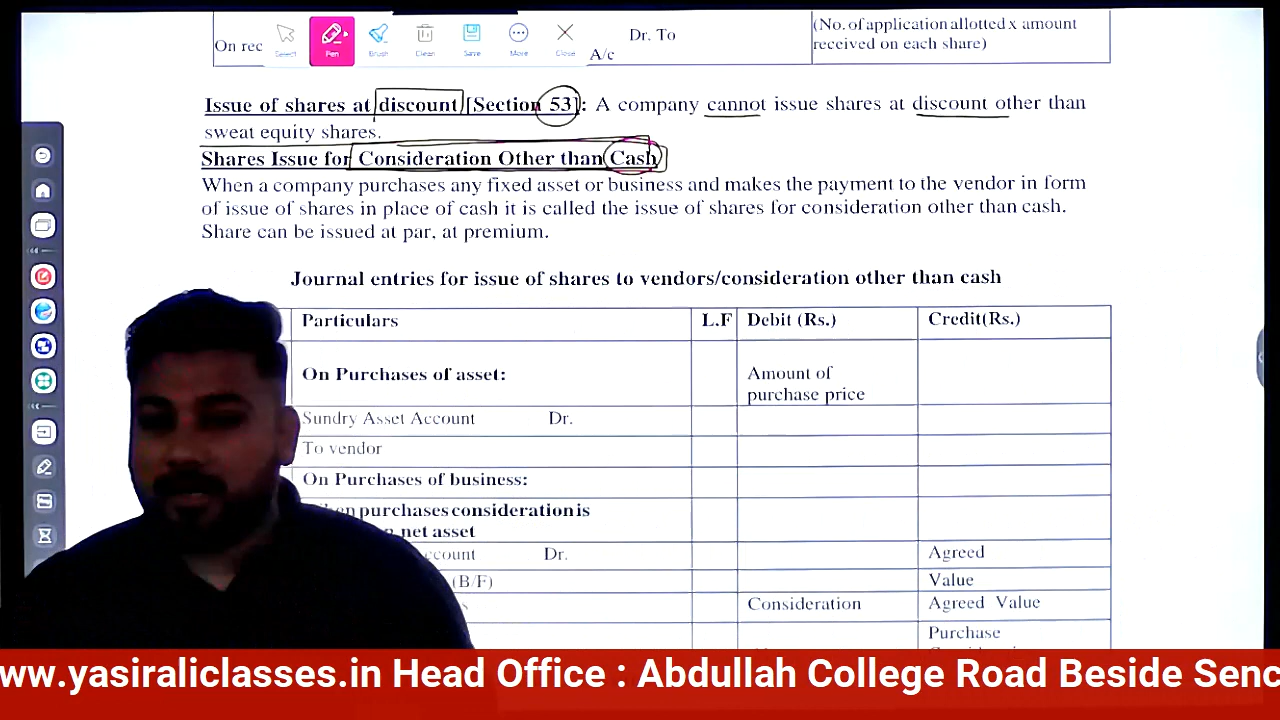 On rec
Select Pen Brush Clean Save More Close
Dr. To
A/c
(No. of application allotted x amount
received on each share)
Issue of shares at discount [Section 53]: A company cannot issue shares at discount other than
sweat equity shares.
Shares Issue for Consideration Other than Cash
When a company purchases any fixed asset or business and makes the payment to the vendor in form
of issue of shares in place of cash it is called the issue of shares for consideration other than cash.
Share can be issued at par, at premium.
Journal entries for issue of shares to vendors/consideration other than cash
Particulars L.F Debit (Rs.) Credit(Rs.)
On Purchases of asset: Amount of
purchase price
Sundry Asset Account Dr.
To vendor
On Purchases of business:
purchases consideration is
net asset
ccount Dr. Agreed
(B/F) Value
Consideration Agreed Value
Purchase
ww.yasiraliclasses.in Head Office : Abdullah College Road Beside Senc